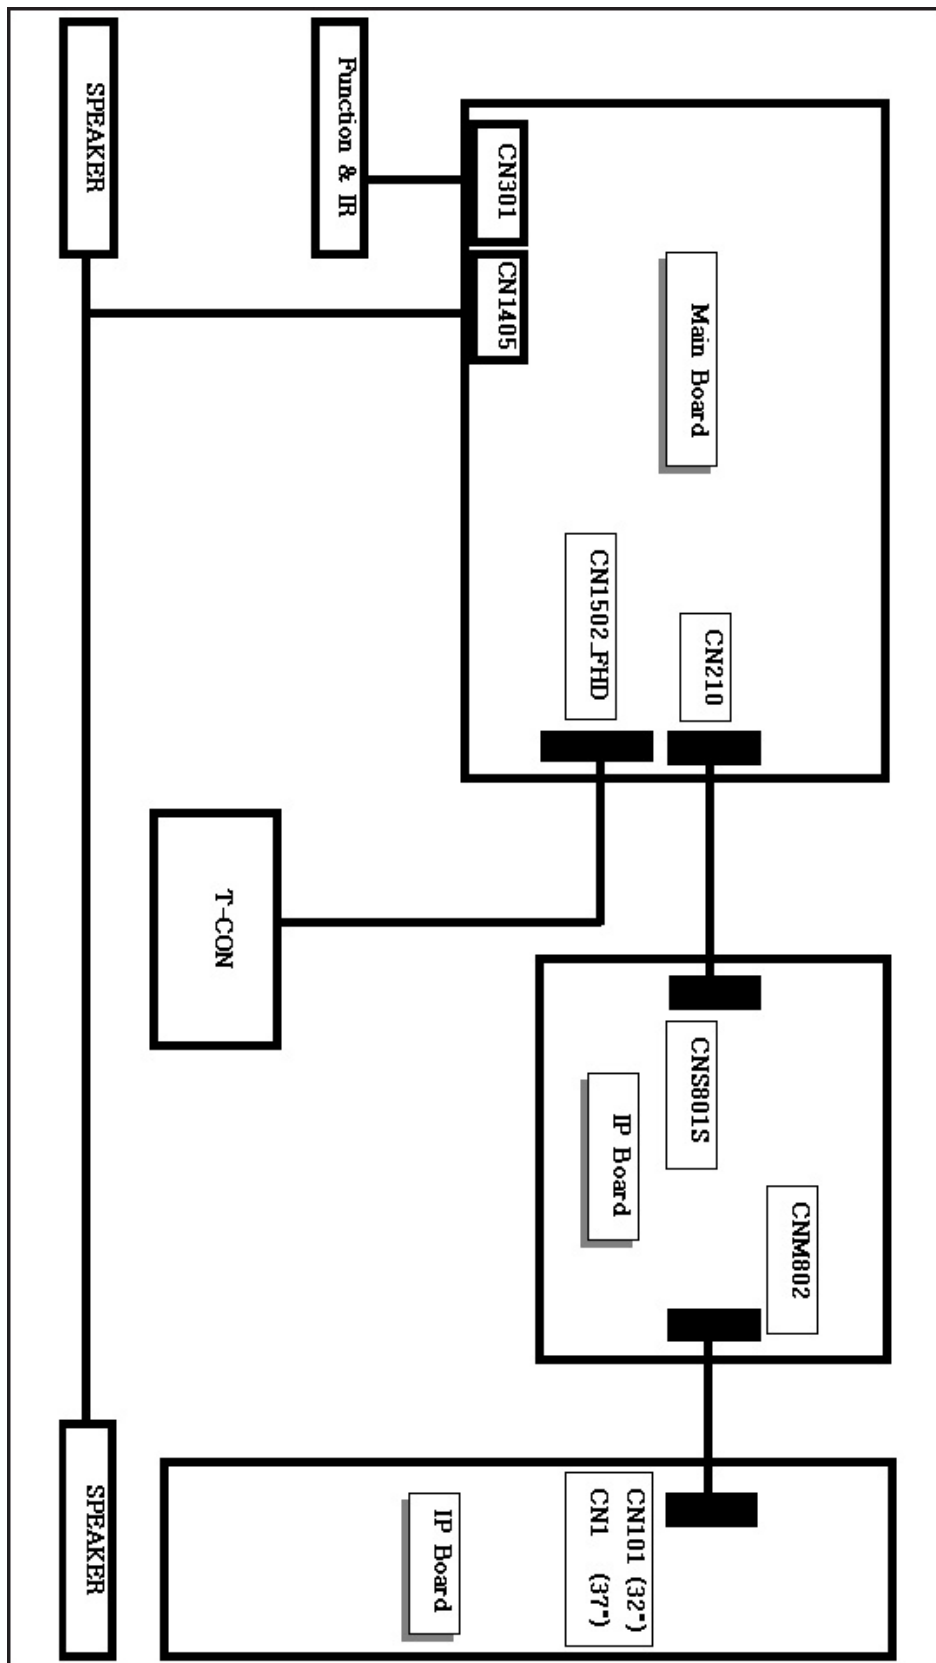 Main Board
CN210
CN1502_FHD
CN301
CN1405
Function & IR
SPEAKER
T-CON
CNS801S
CNM802
IP Board
CN101 (32")
CN1 (37")
IP Board
SPEAKER